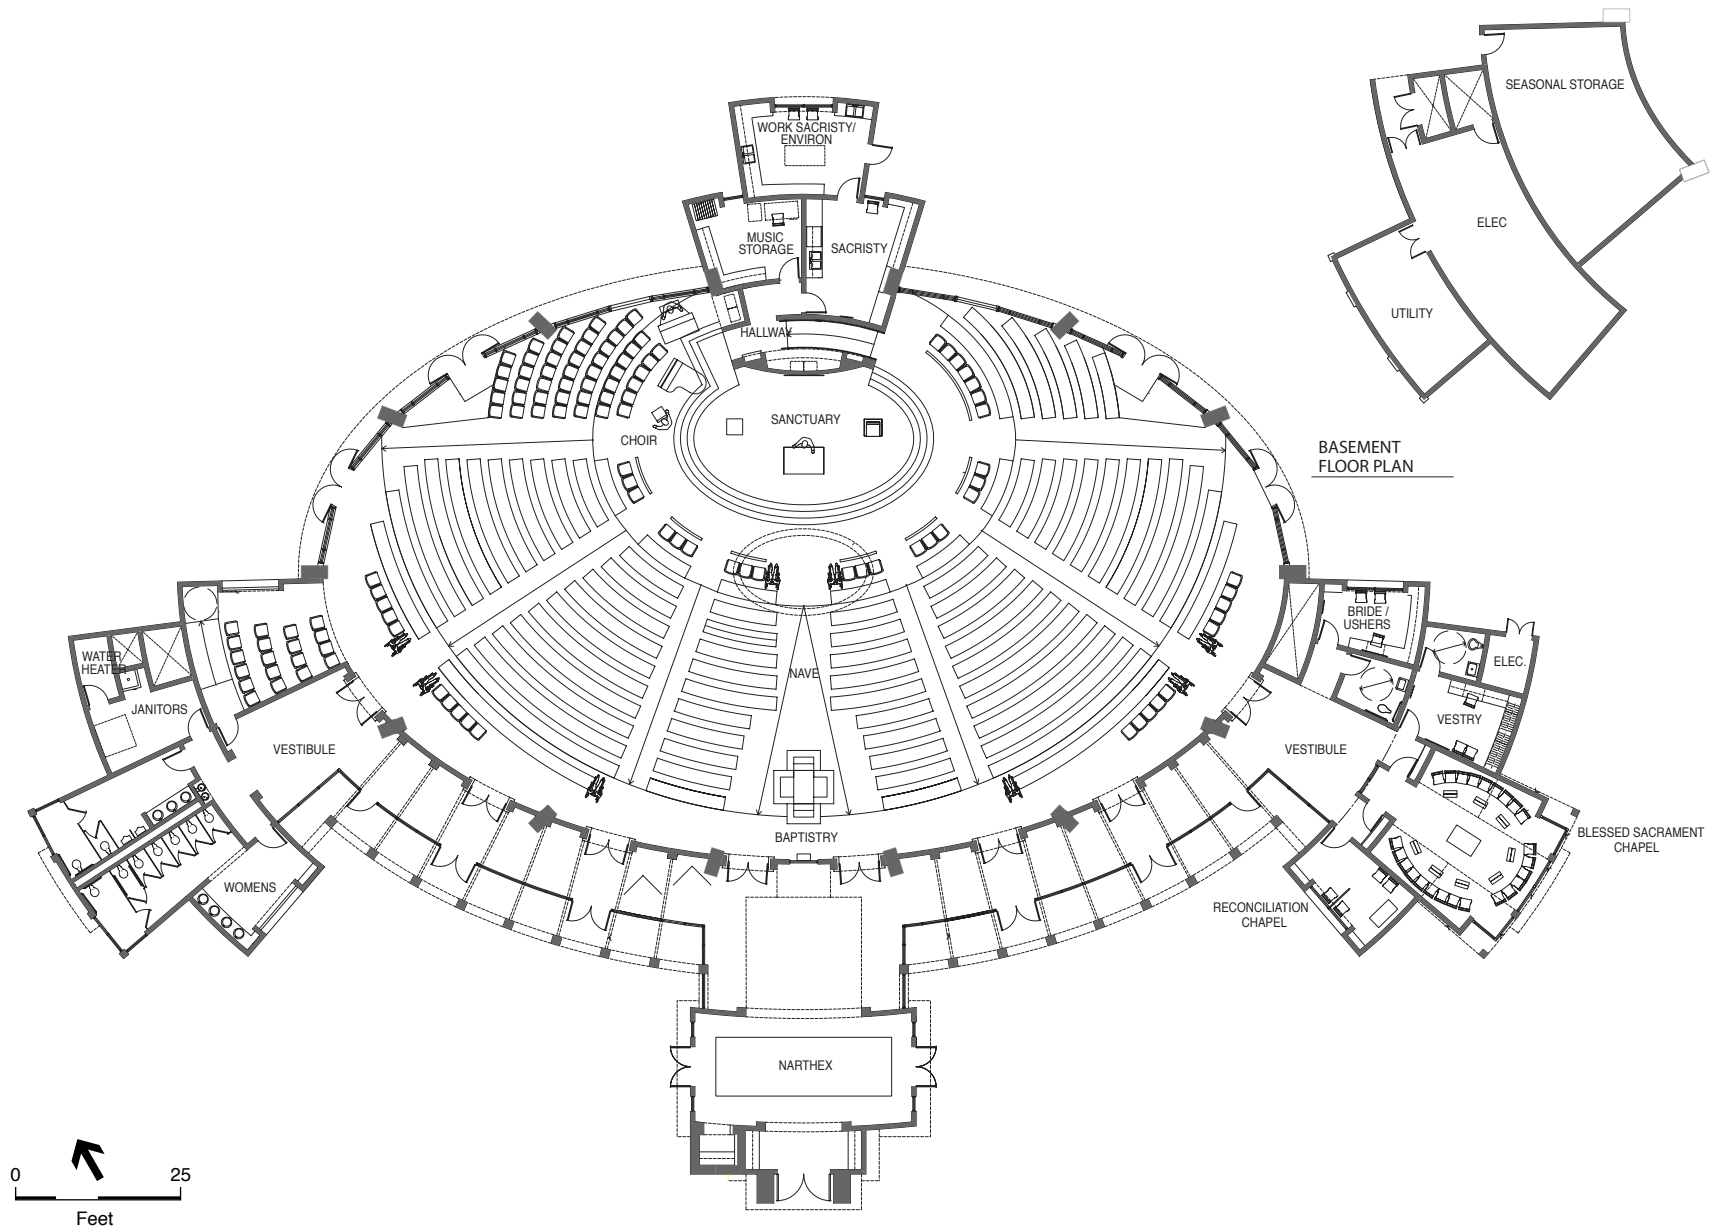 SEASONAL STORAGE
WORK SACRISTY/
ENVIRON
ELEC
MUSIC
STORAGE
SACRISTY
UTILITY
HALLWAY
SANCTUARY
CHOIR
BASEMENT
FLOOR PLAN
BRIDE /
USHERS
WATER
HEATER
ELEC.
NAVE
JANITORS
VESTRY
VESTIBULE
VESTIBULE
BAPTISTRY
BLESSED SACRAMENT
CHAPEL
WOMENS
RECONCILIATION
CHAPEL
NARTHEX
0 25
Feet